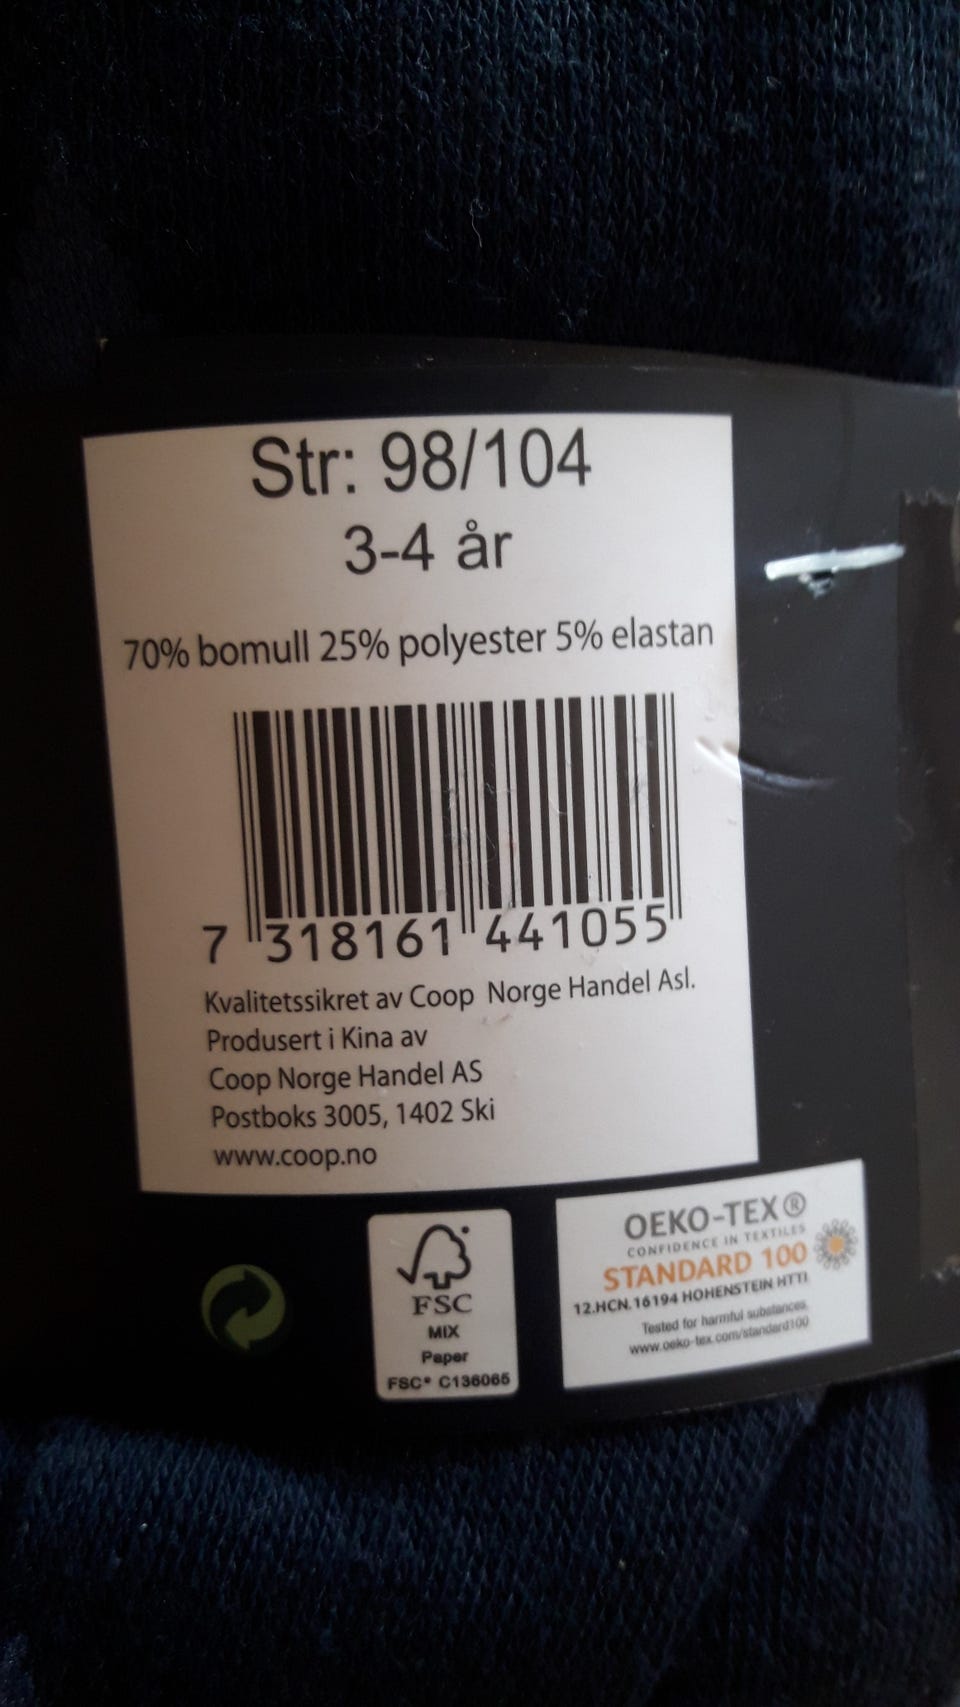 Str: 98/104
3-4 år
70% bomull 25% polyester 5% elastan
7 318161 441055
Kvalitetssikret av Coop Norge Handel Asl.
Produsert i Kina av
Coop Norge Handel AS
Postboks 3005, 1402 Ski
www.coop.no
FSC
MIX
Paper
FSC® C136065
OEKO-TEX®
CONFIDENCE IN TEXTILES
STANDARD 100
12.HCN.16194 HOHENSTEIN HTTI
Tested for harmful substances.
www.oeko-tex.com/standard100